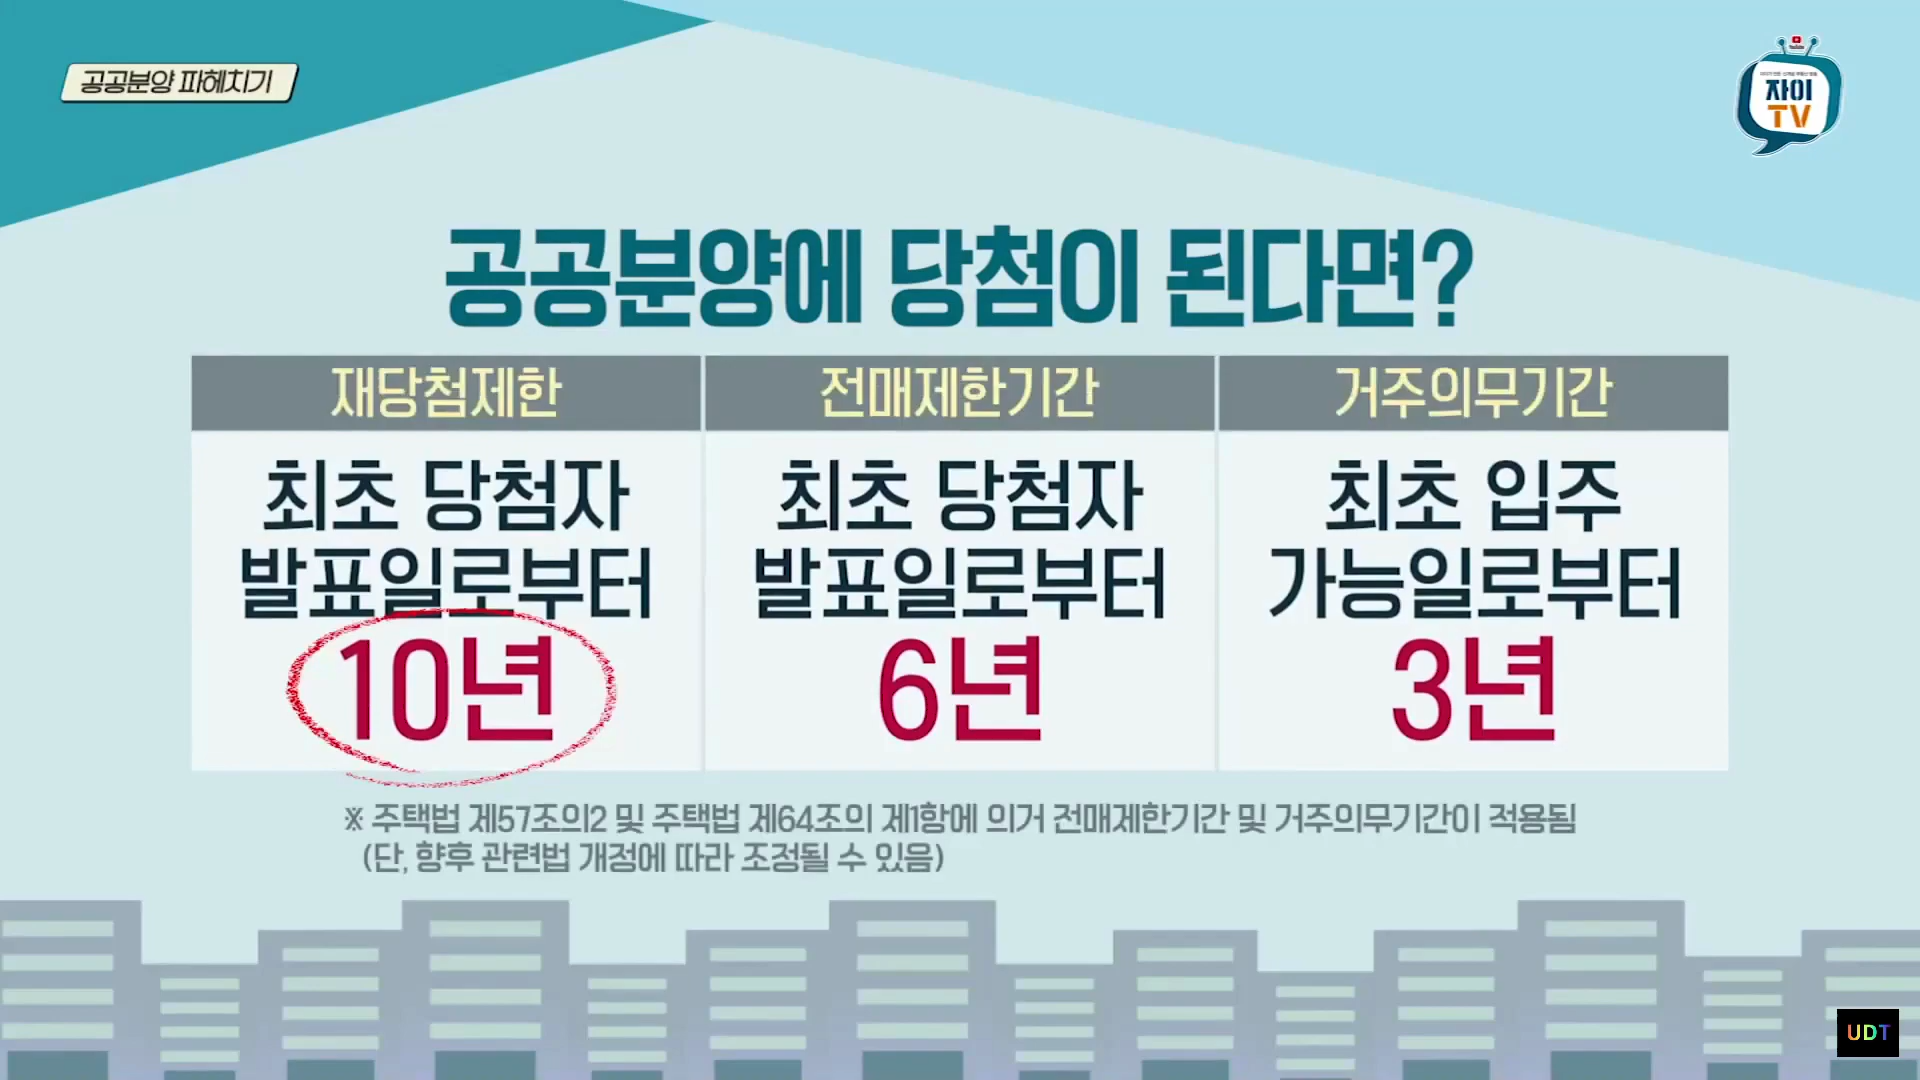 공공분양 파헤치기
YouTube
자이
TV
공공분양에 당첨이 된다면?
재당첨제한
전매제한기간
거주의무기간
최초 당첨자
발표일로부터
10년
최초 당첨자
발표일로부터
6년
최초 입주
가능일로부터
3년
※ 주택법 제57조의2 및 주택법 제64조의 제1항에 의거 전매제한기간 및 거주의무기간이 적용됨
(단, 향후 관련법 개정에 따라 조정될 수 있음)
UDT